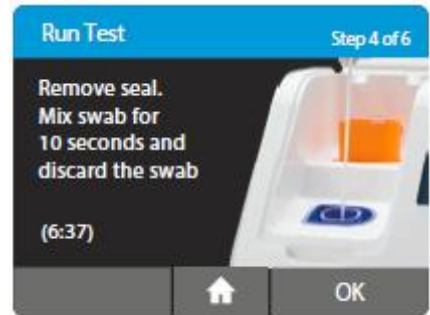 Run Test
Step 4 of 6
Remove seal.
Mix swab for
10 seconds and
discard the swab
(6:37)
OK